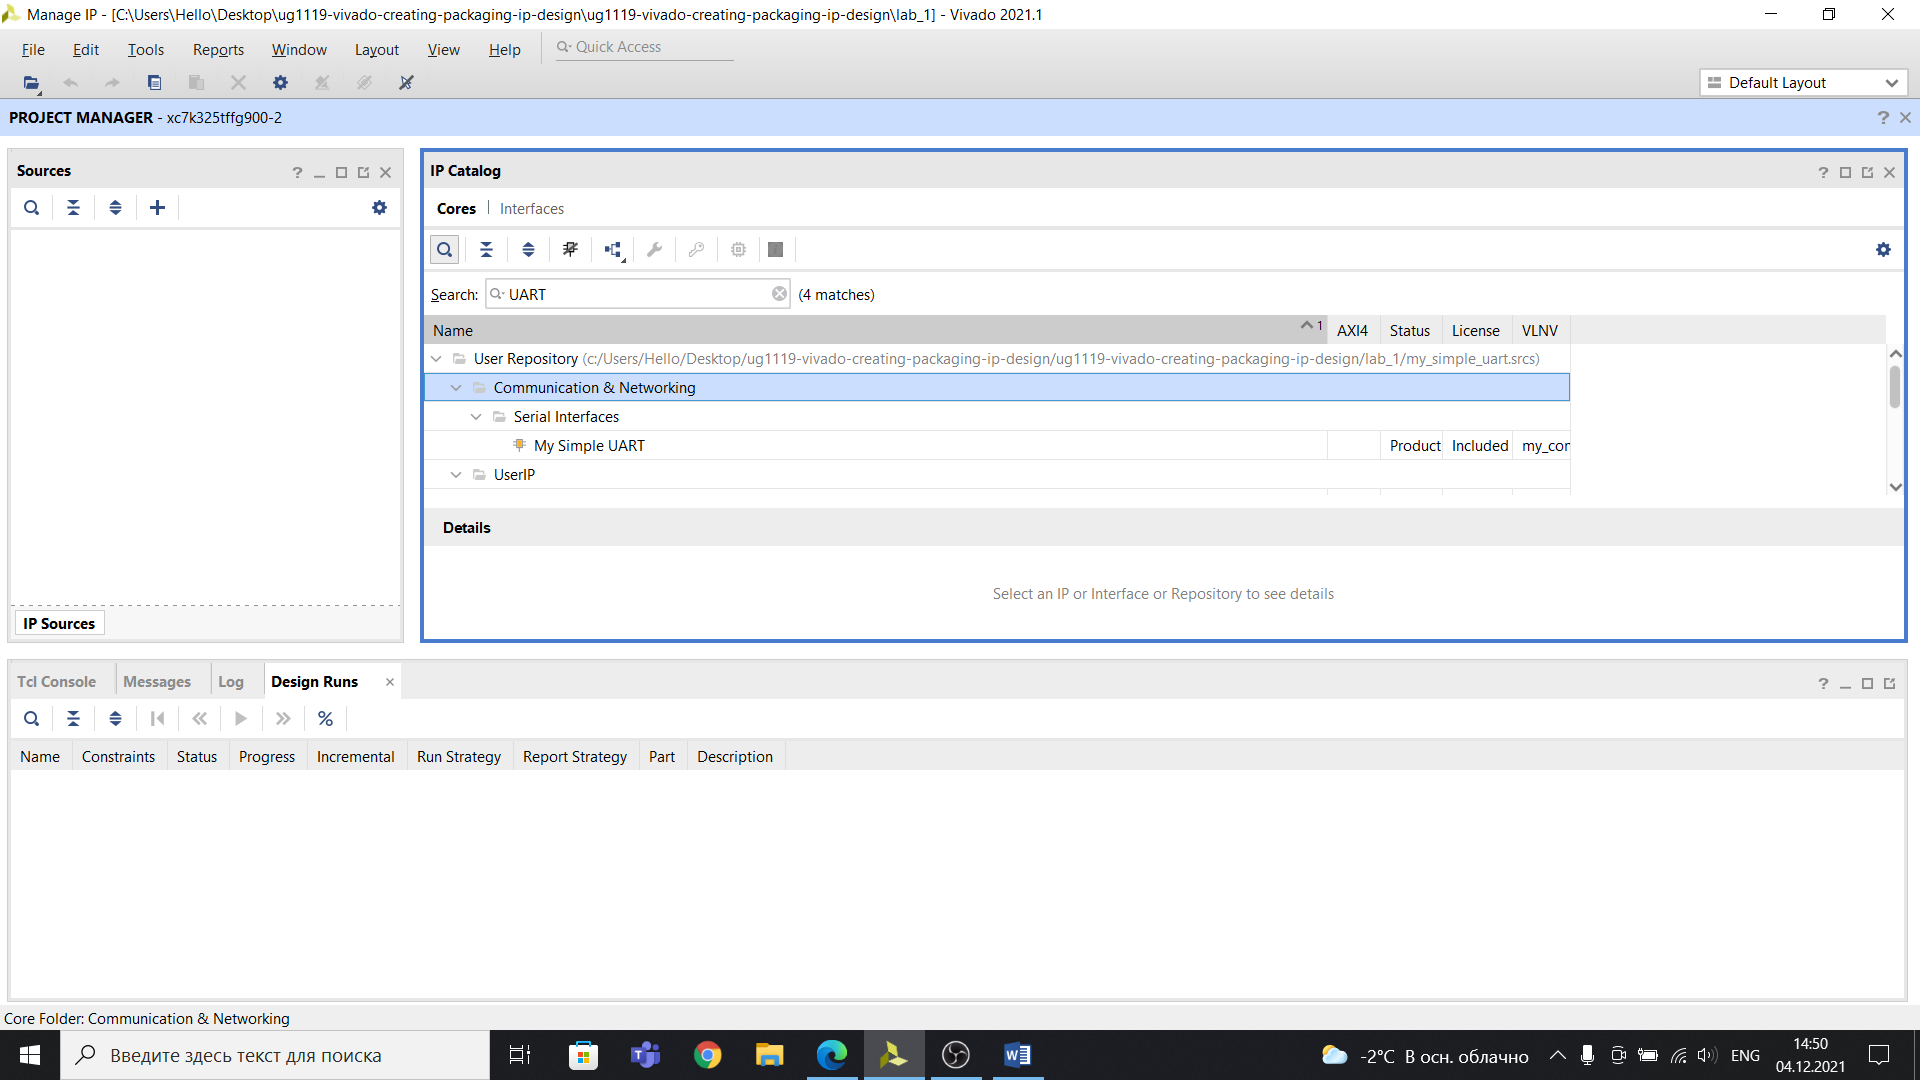 Manage IP - [C:\Users\Hello\Desktop\ug1119-vivado-creating-packaging-ip-design\ug1119-vivado-creating-packaging-ip-design\lab_1] - Vivado 2021.1
File Edit Tools Reports Window Layout View Help Quick Access
Default Layout
PROJECT MANAGER - xc7k325tffg900-2
Sources
IP Sources
IP Catalog
Cores | Interfaces
Search: UART (4 matches)
Name 1 AXI4 Status License VLNV
User Repository (c:/Users/Hello/Desktop/ug1119-vivado-creating-packaging-ip-design/ug1119-vivado-creating-packaging-ip-design/lab_1/my_simple_uart.srcs)
Communication & Networking
Serial Interfaces
My Simple UART Product Included my_cor
UserIP
Details
Select an IP or Interface or Repository to see details
Tcl Console Messages Log Design Runs
Name Constraints Status Progress Incremental Run Strategy Report Strategy Part Description
Core Folder: Communication & Networking
Введите здесь текст для поиска
-2°C В осн. облачно
ENG
14:50
04.12.2021